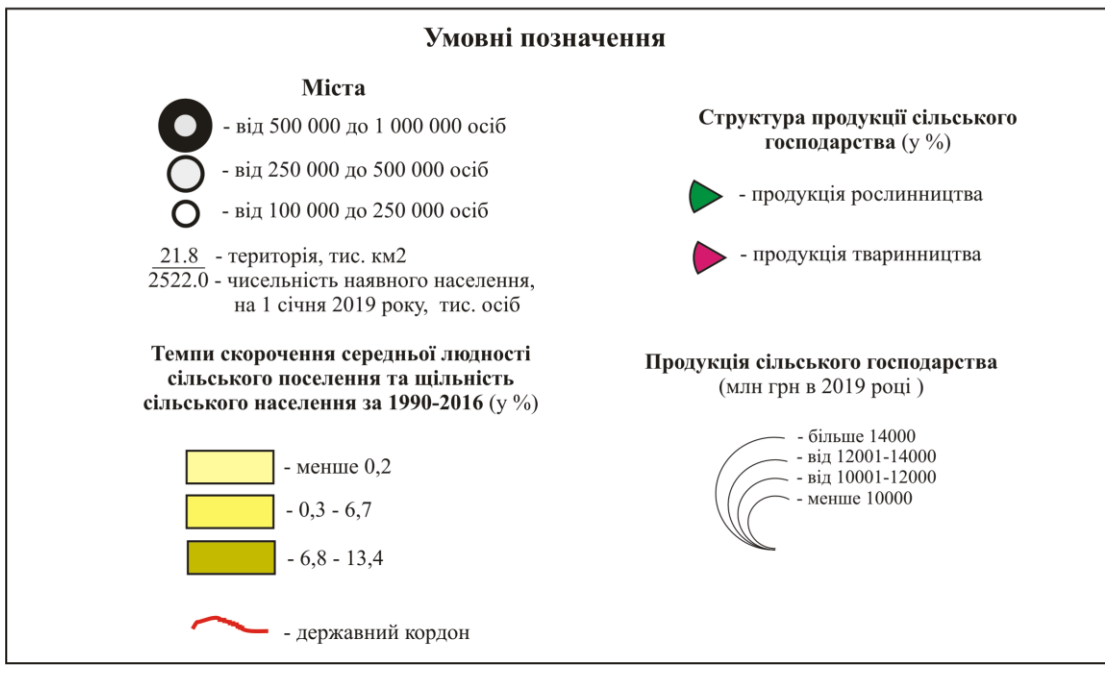 Умовні позначення
Міста
- від 500 000 до 1 000 000 осіб
- від 250 000 до 500 000 осіб
- від 100 000 до 250 000 осіб
21.8 - територія, тис. км2
2522.0 - чисельність наявного населення,
на 1 січня 2019 року, тис. осіб
Темпи скорочення середньої людності
сільського поселення та щільність
сільського населення за 1990-2016 (у %)
- менше 0,2
- 0,3 - 6,7
- 6,8 - 13,4
- державний кордон
Структура продукції сільського
господарства (у %)
- продукція рослинництва
- продукція тваринництва
Продукція сільського господарства
(млн грн в 2019 році )
- більше 14000
- від 12001-14000
- від 10001-12000
- менше 10000